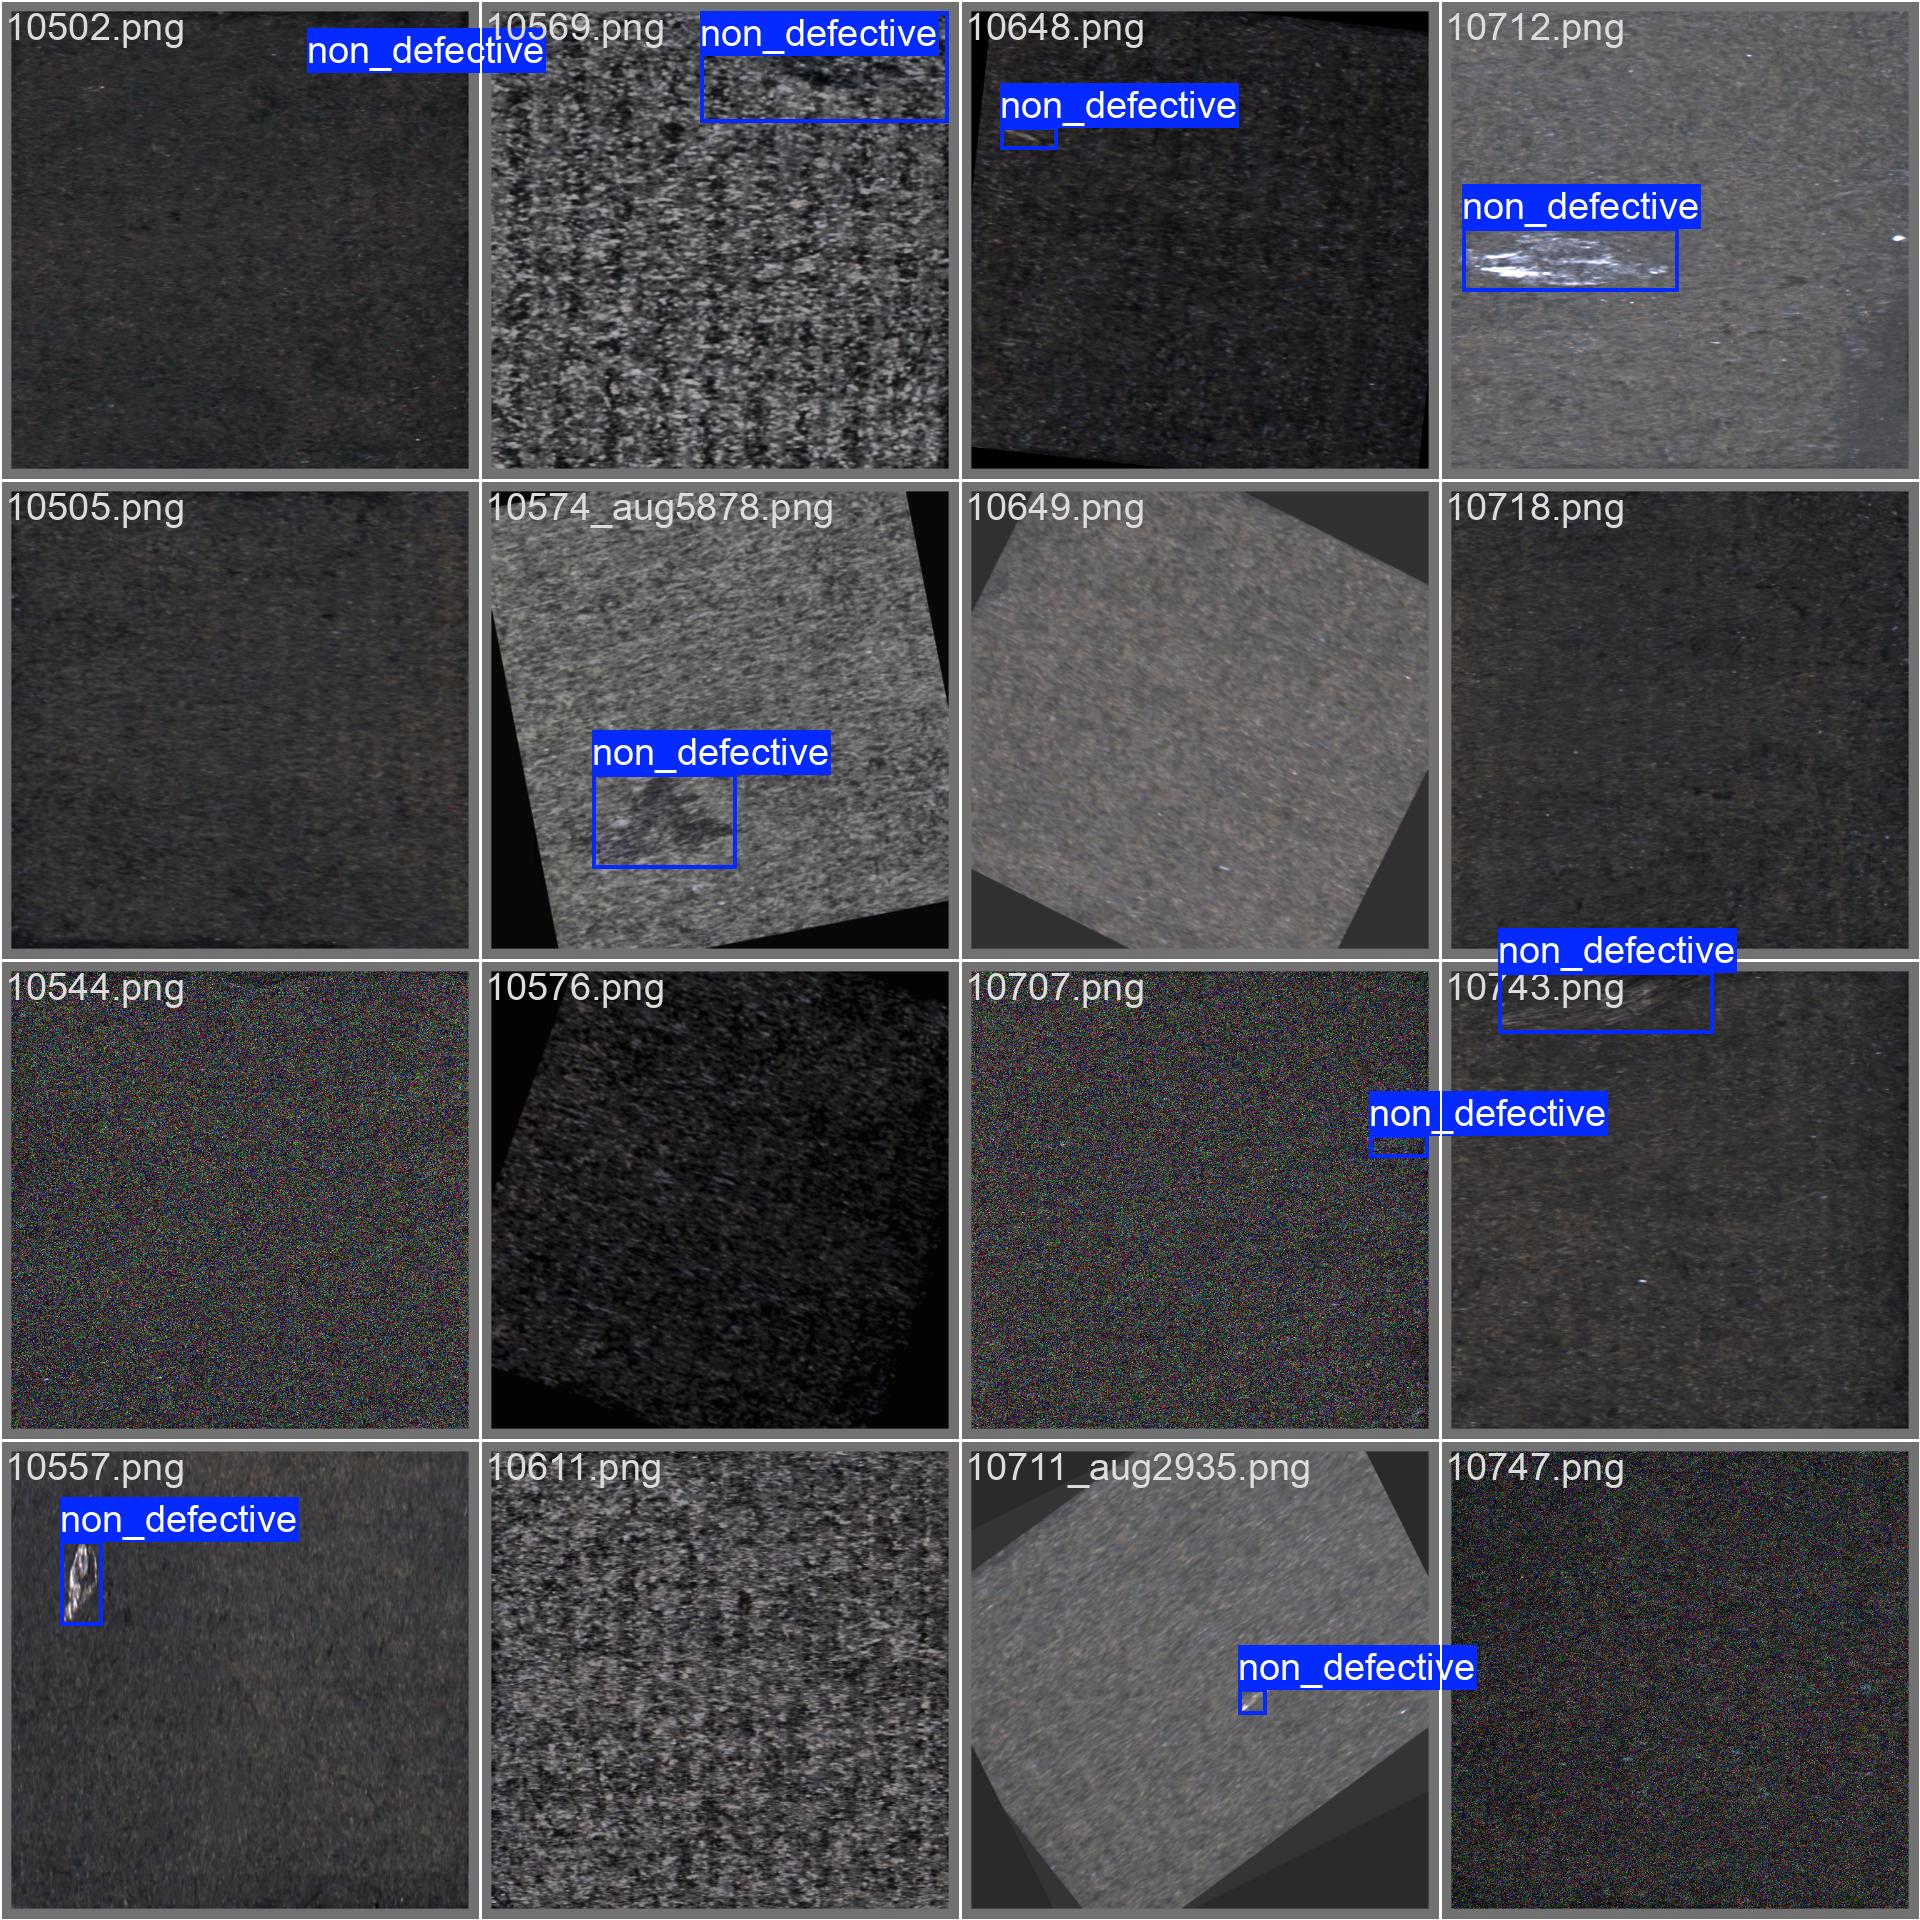 10502.png
non_defective
10569.png
non_defective
10648.png
non_defective
10712.png
non_defective
10505.png
10574_aug5878.png
non_defective
10649.png
10718.png
10544.png
10576.png
10707.png
non_defective
10743.png
non_defective
10557.png
non_defective
10611.png
10711_aug2935.png
non_defective
10747.png